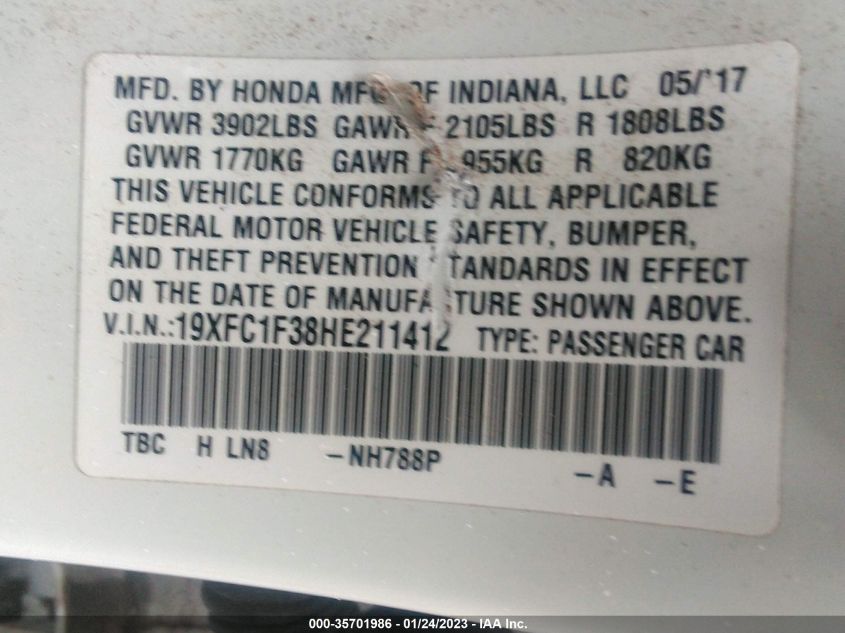 MFD. BY HONDA MFG OF INDIANA, LLC 05/'17
GVWR 3902LBS GAWR F 2105LBS R 1808LBS
GVWR 1770KG GAWR F 955KG R 820KG
THIS VEHICLE CONFORMS TO ALL APPLICABLE
FEDERAL MOTOR VEHICLE SAFETY, BUMPER,
AND THEFT PREVENTION STANDARDS IN EFFECT
ON THE DATE OF MANUFACTURE SHOWN ABOVE.
V.I.N.:19XFC1F38HE211412 TYPE: PASSENGER CAR
TBC H LN8 –NH788P –A –E
000-35701986 - 01/24/2023 - IAA Inc.